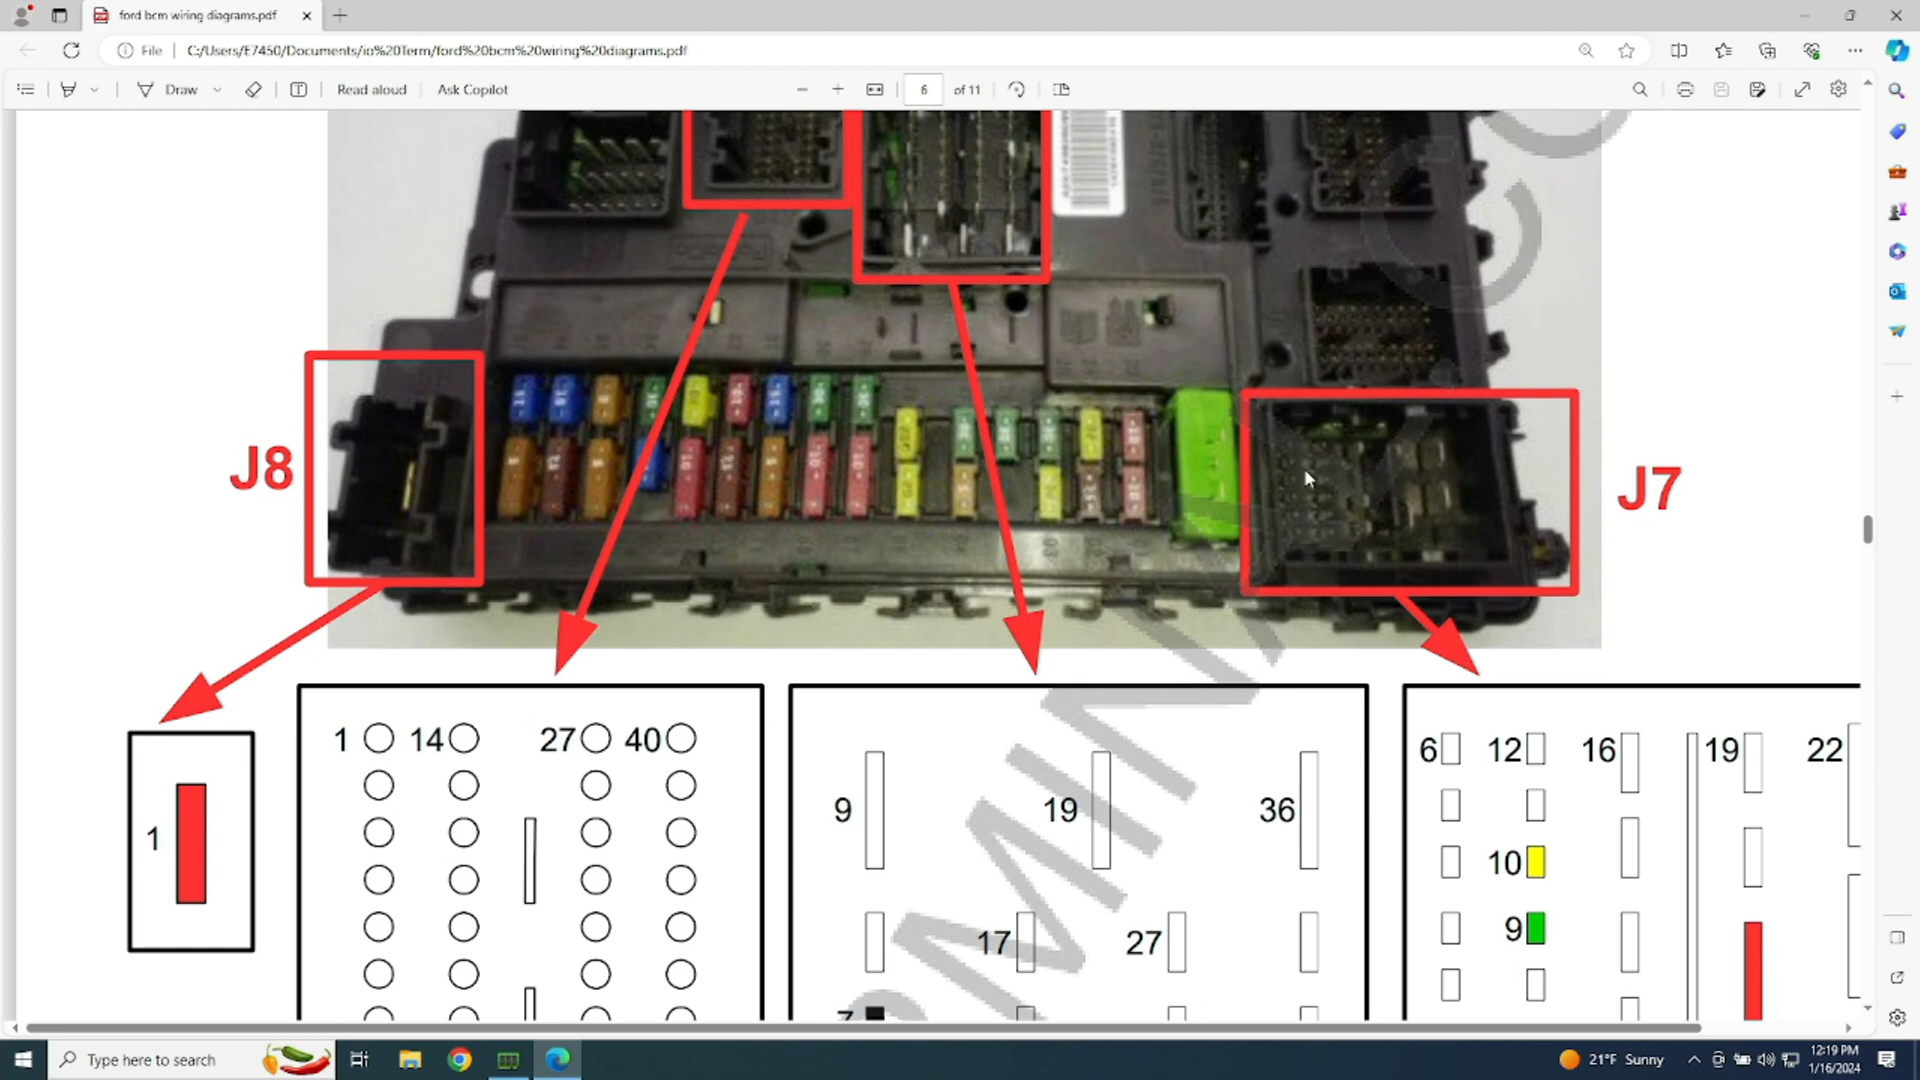 ford bcm wiring diagrams.pdf
File C:/Users/E7450/Documents/io%20Term/ford%20bcm%20wiring%20diagrams.pdf
Draw Read aloud Ask Copilot 6 of 11
J8
J7
1
1 14 27 40
9 19 36
17 27
7
6 12 16 19 22
10
9
Type here to search
21°F Sunny
12:19 PM
1/16/2024